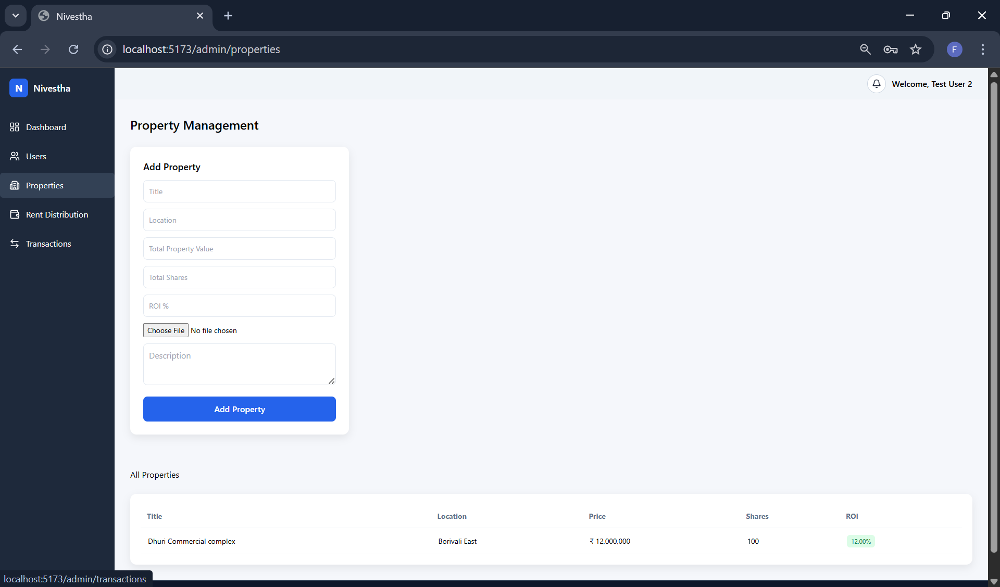 Nivestha
localhost:5173/admin/properties
F
N Nivestha
Welcome, Test User 2
Dashboard
Users
Properties
Rent Distribution
Transactions
Property Management
Add Property
Title
Location
Total Property Value
Total Shares
ROI %
Choose File No file chosen
Description
Add Property
All Properties
Title Location Price Shares ROI
Dhuri Commercial complex Borivali East ₹ 12,000,000 100 12.00%
localhost:5173/admin/transactions